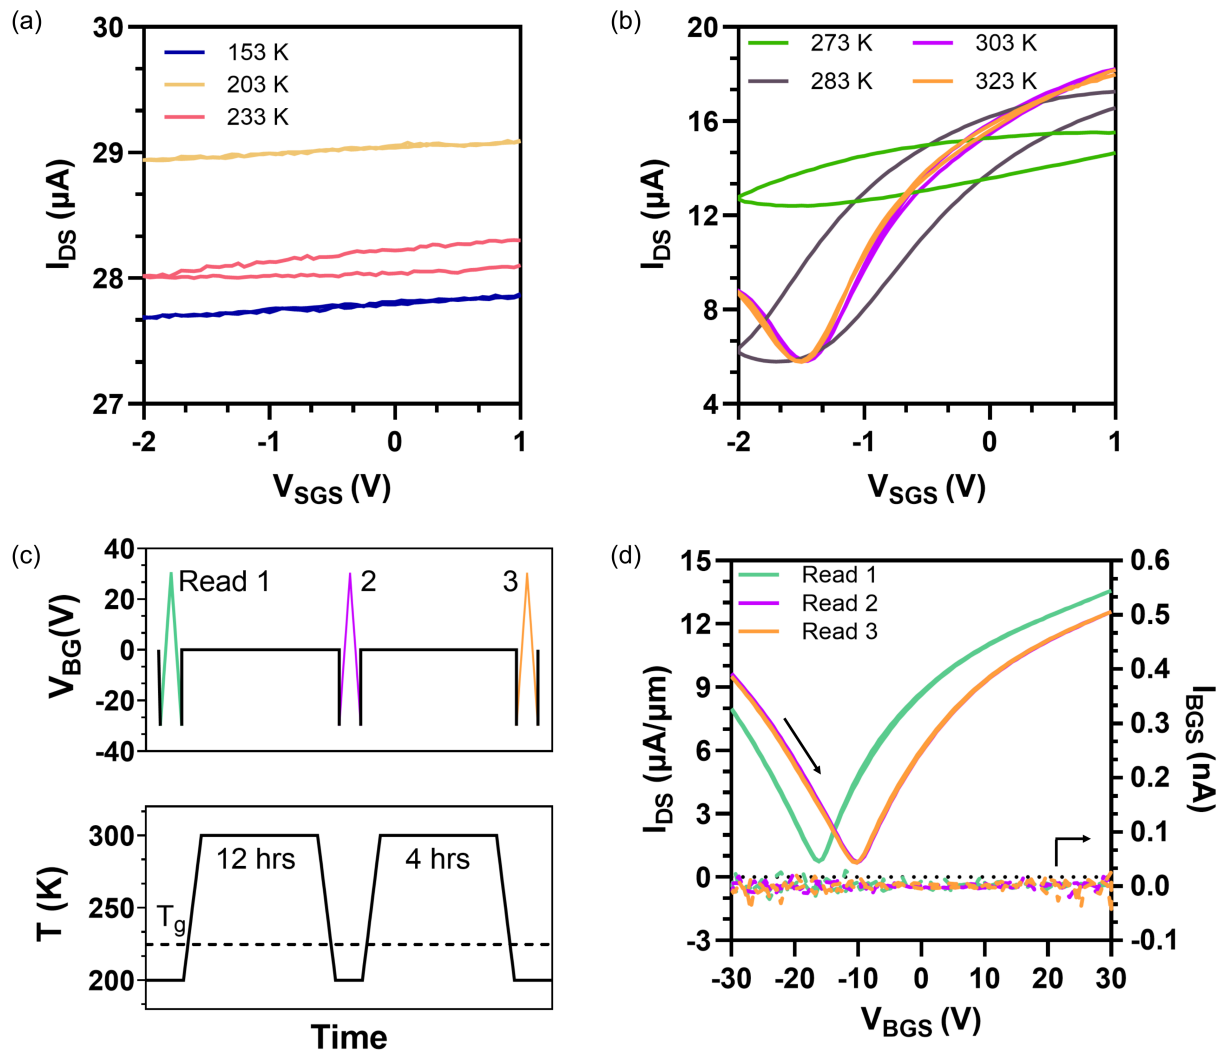 (a)
30
29
28
27
I_DS (µA)
153 K
203 K
233 K
-2 -1 0 1
V_SGS (V)
(b)
20
16
12
8
4
I_DS (µA)
273 K 303 K
283 K 323 K
-2 -1 0 1
V_SGS (V)
(c)
40
20
0
-20
-40
V_BG(V)
Read 1 2 3
300
250
200
T (K)
12 hrs 4 hrs
T_g
Time
(d)
15
12
9
6
3
0
-3
I_DS (µA/µm)
Read 1
Read 2
Read 3
0.6
0.5
0.4
0.3
0.2
0.1
0.0
-0.1
I_BGS (nA)
-30 -20 -10 0 10 20 30
V_BGS (V)